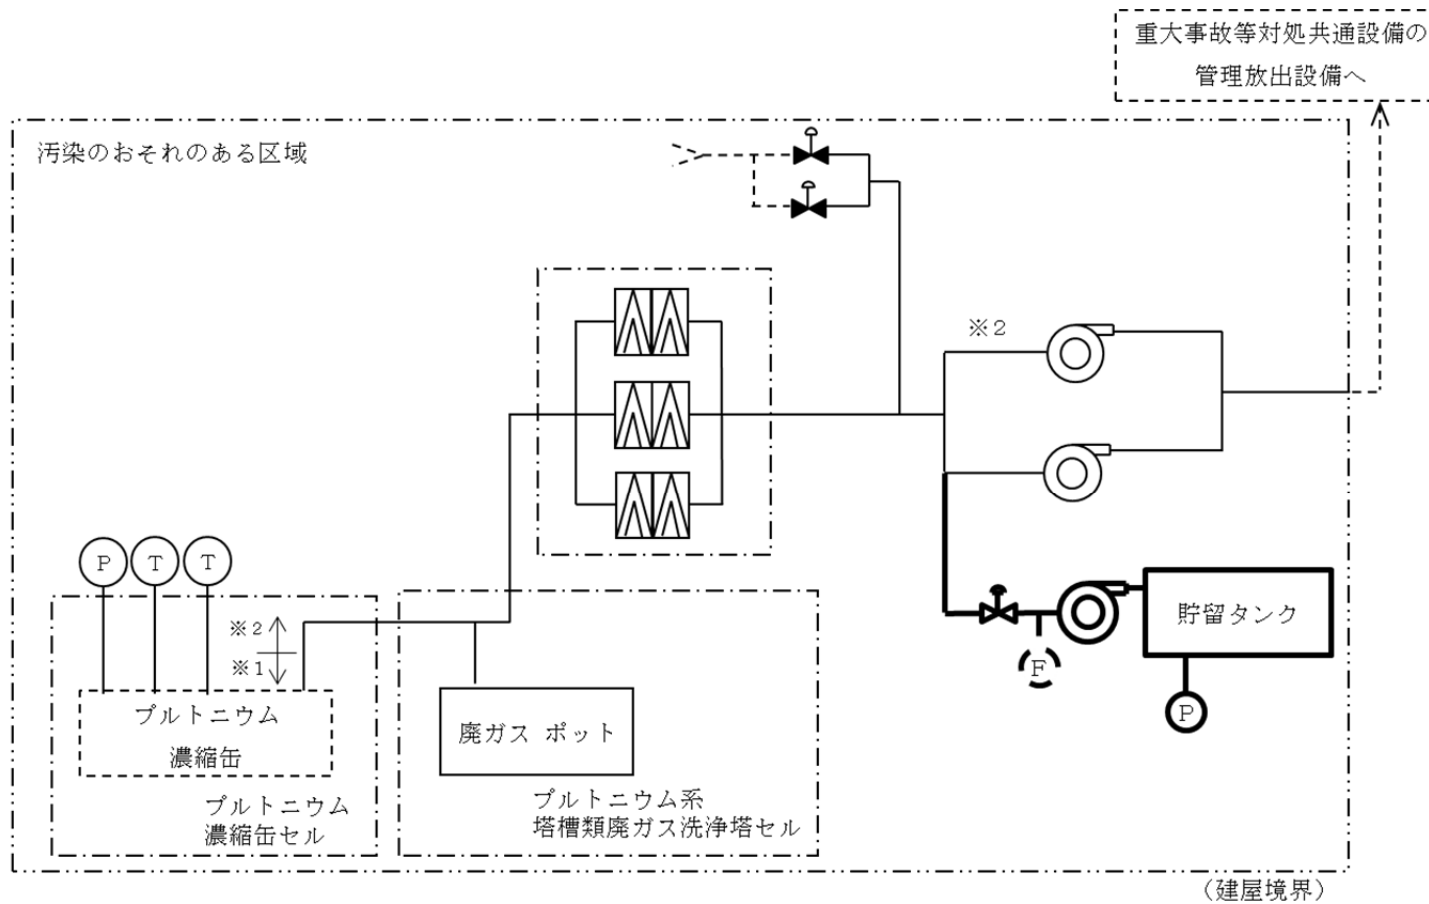 重大事故等対処共通設備の
管理放出設備へ
汚染のおそれのある区域
※2
P
T
T
※2
※1
プルトニウム
濃縮缶
プルトニウム
濃縮缶セル
廃ガス ポット
プルトニウム系
塔槽類廃ガス洗浄塔セル
F
貯留タンク
P
(建屋境界)